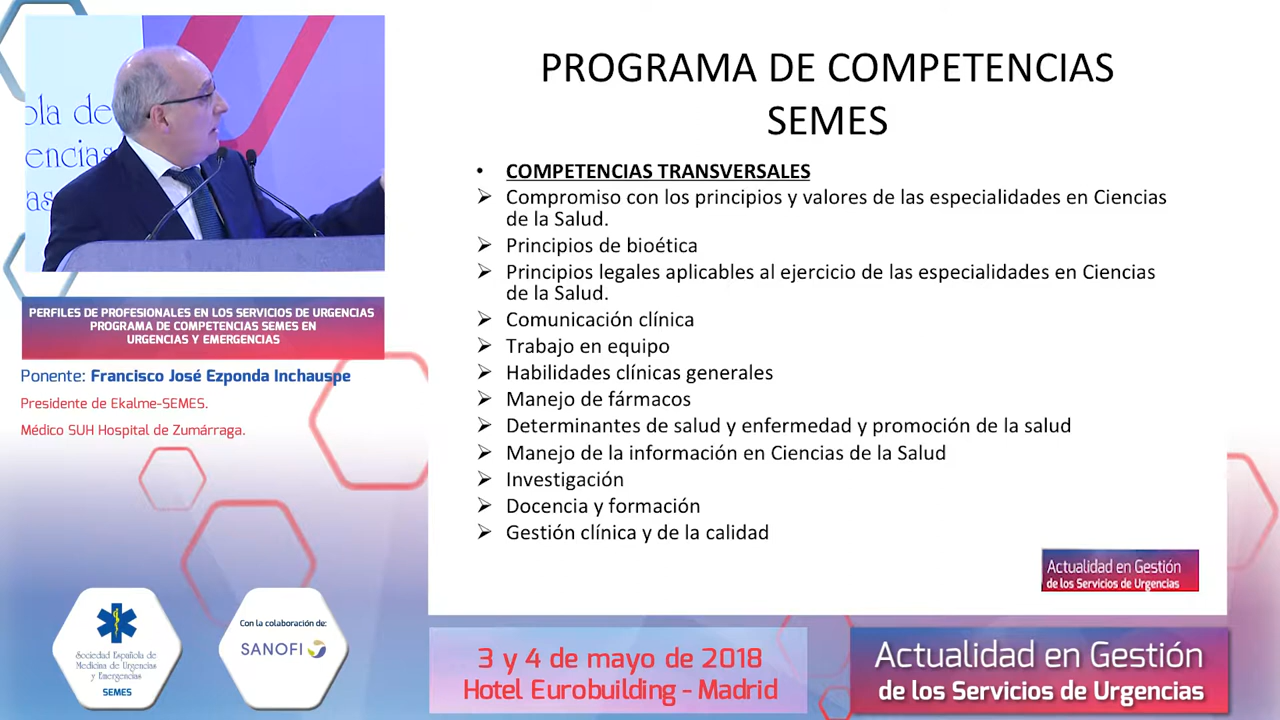 ola de
encias
as
PERFILES DE PROFESIONALES EN LOS SERVICIOS DE URGENCIAS
PROGRAMA DE COMPETENCIAS SEMES EN
URGENCIAS Y EMERGENCIAS
Ponente: Francisco José Ezponda Inchauspe
Presidente de Ekalme-SEMES.
Médico SUH Hospital de Zumárraga.
Sociedad Española de
Medicina de Urgencias
y Emergencias
SEMES
Con la colaboración de:
SANOFI
PROGRAMA DE COMPETENCIAS
SEMES
• COMPETENCIAS TRANSVERSALES
➢ Compromiso con los principios y valores de las especialidades en Ciencias
de la Salud.
➢ Principios de bioética
➢ Principios legales aplicables al ejercicio de las especialidades en Ciencias
de la Salud.
➢ Comunicación clínica
➢ Trabajo en equipo
➢ Habilidades clínicas generales
➢ Manejo de fármacos
➢ Determinantes de salud y enfermedad y promoción de la salud
➢ Manejo de la información en Ciencias de la Salud
➢ Investigación
➢ Docencia y formación
➢ Gestión clínica y de la calidad
Actualidad en Gestión
de los Servicios de Urgencias
3 y 4 de mayo de 2018
Hotel Eurobuilding - Madrid
Actualidad en Gestión
de los Servicios de Urgencias